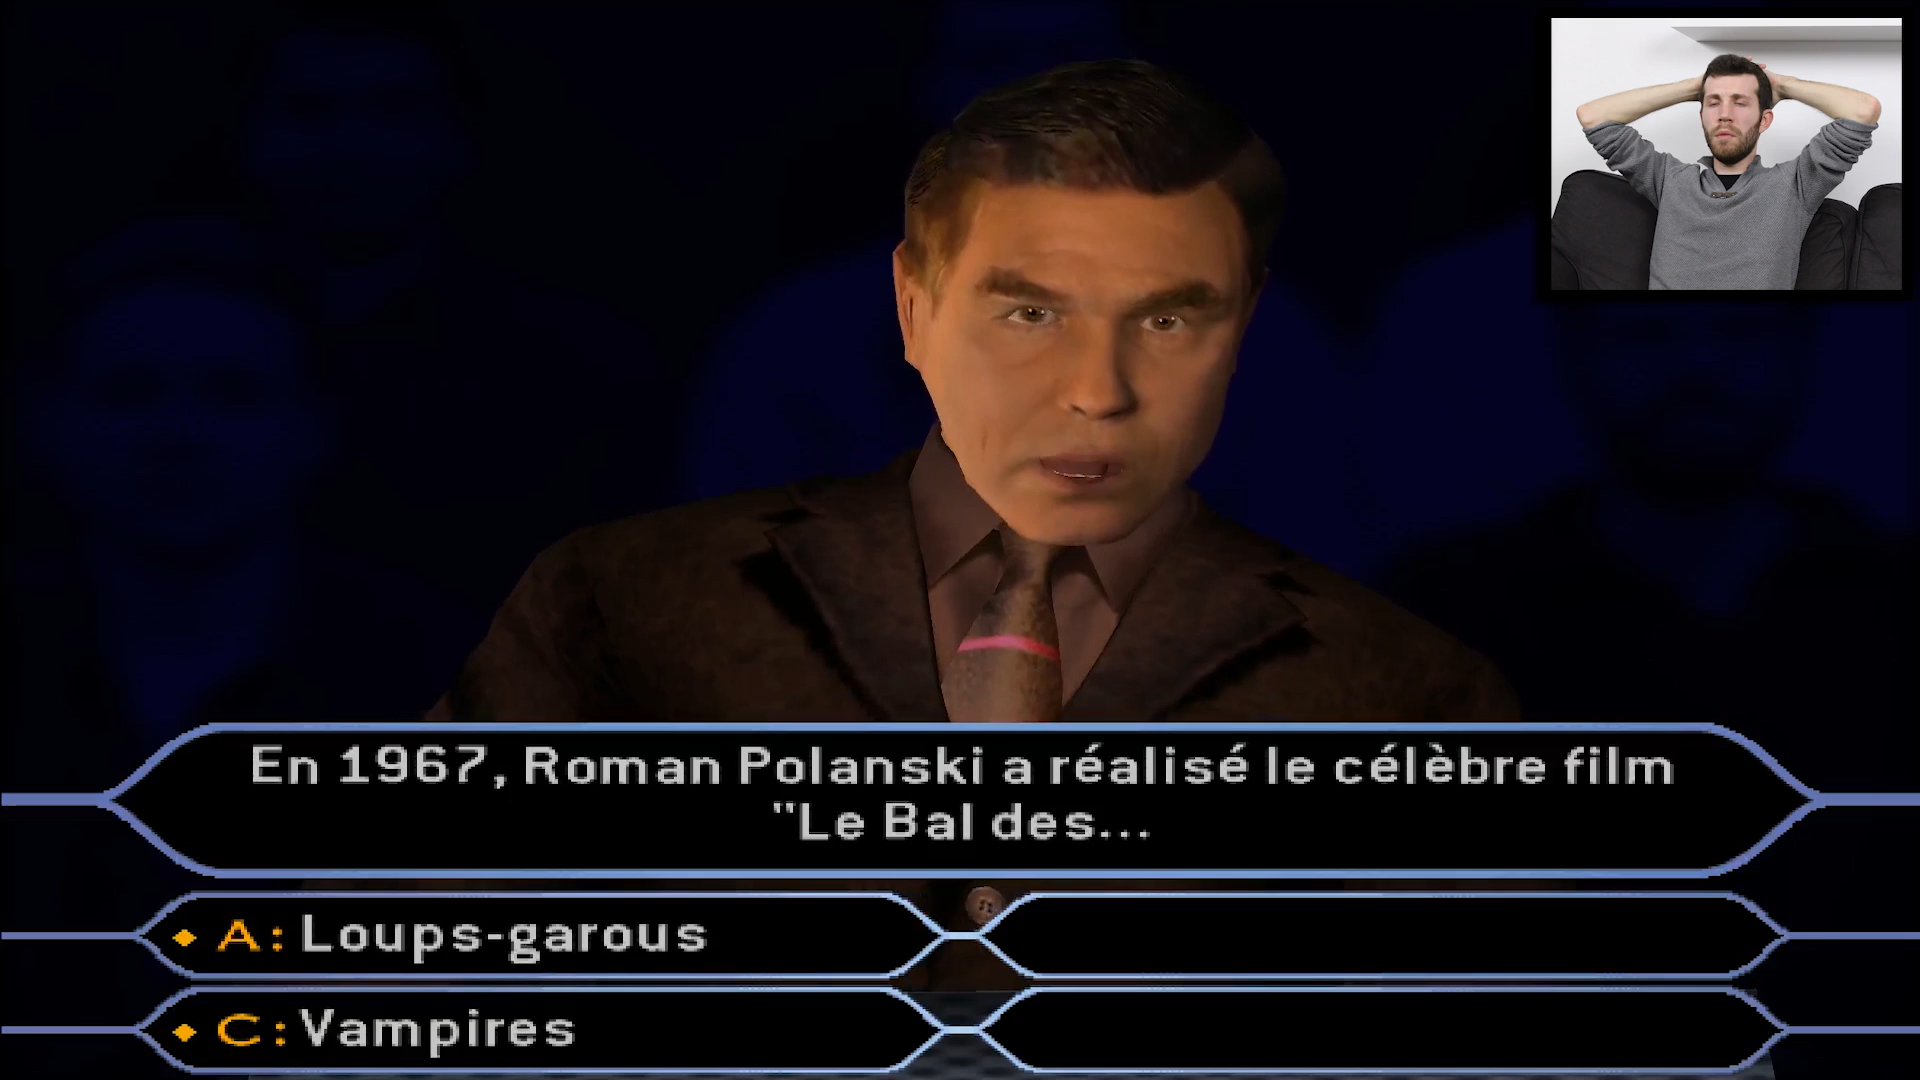 En 1967, Roman Polanski a réalisé le célèbre film
"Le Bal des...
A: Loups-garous
C: Vampires